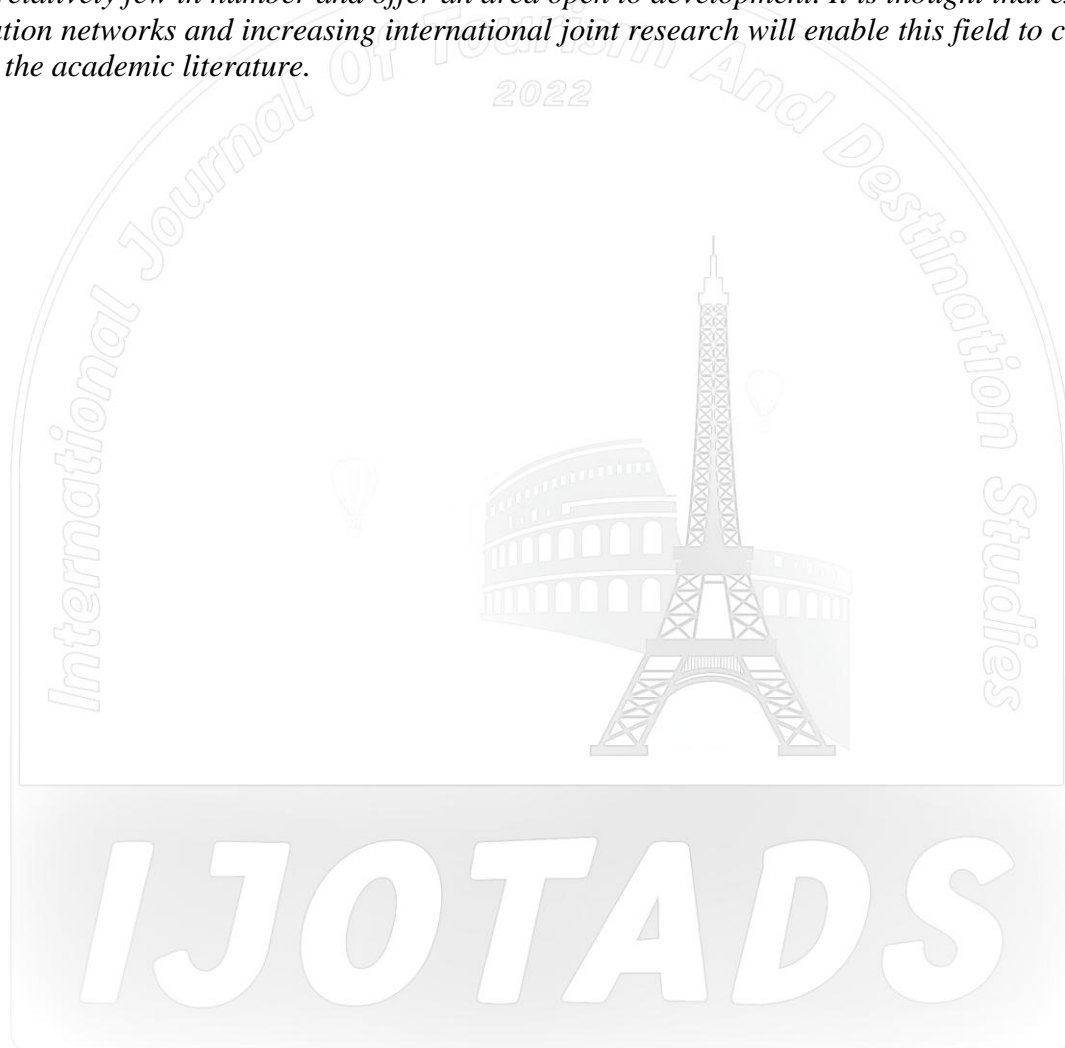 relatively few in number and offer an area open to development. It is thought that
ation networks and increasing international joint research will enable this field to
the academic literature.
International Journal Of Tourism And Destination Studies
2022
IJOTADS